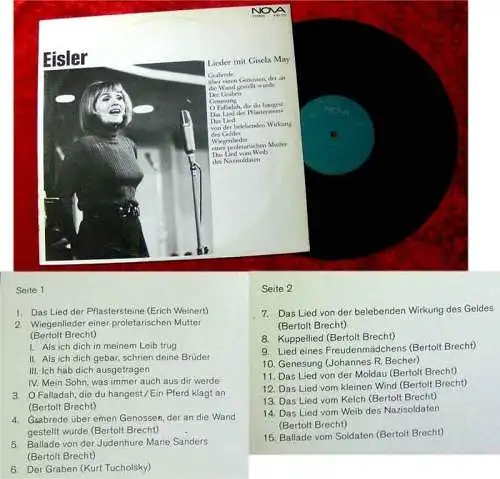 Eisler
NOVA
STEREO
Lieder mit Gisela May
Grabrede
über einen Genossen, der an
die Wand gestellt wurde
Der Graben
Genesung
O Falladah, die du hangest
Das Lied der Pflastersteine
Das Lied
von der belebenden Wirkung
des Geldes
Wiegenlieder
einer proletarischen Mutter
Das Lied vom Weib
des Nazisoldaten
NOVA
Seite 1
1. Das Lied der Pflastersteine (Erich Weinert)
2. Wiegenlieder einer proletarischen Mutter
(Bertolt Brecht)
I. Als ich dich in meinem Leib trug
II. Als ich dich gebar, schrien deine Brüder
III. Ich hab dich ausgetragen
IV. Mein Sohn, was immer auch aus dir werde
3. O Falladah, die du hangest/Ein Pferd klagt an
(Bertolt Brecht)
4. Gaabrede über einen Genossen, der an die Wand
gestellt wurde (Bertolt Brecht)
5. Ballade von der Judenhure Marie Sanders
(Bertolt Brecht)
6. Der Graben (Kurt Tucholsky)
Seite 2
7. Das Lied von der belebenden Wirkung des Geldes
(Bertolt Brecht)
8. Kuppellied (Bertolt Brecht)
9. Lied eines Freudenmädchens (Bertolt Brecht)
10. Genesung (Johannes R. Becher)
11. Das Lied von der Moldau (Bertolt Brecht)
12. Das Lied vom kleinen Wind (Bertolt Brecht)
13. Das Lied vom Kelch (Bertolt Brecht)
14. Das Lied vom Weib des Nazisoldaten
(Bertolt Brecht)
15. Ballade vom Soldaten (Bertolt Brecht)